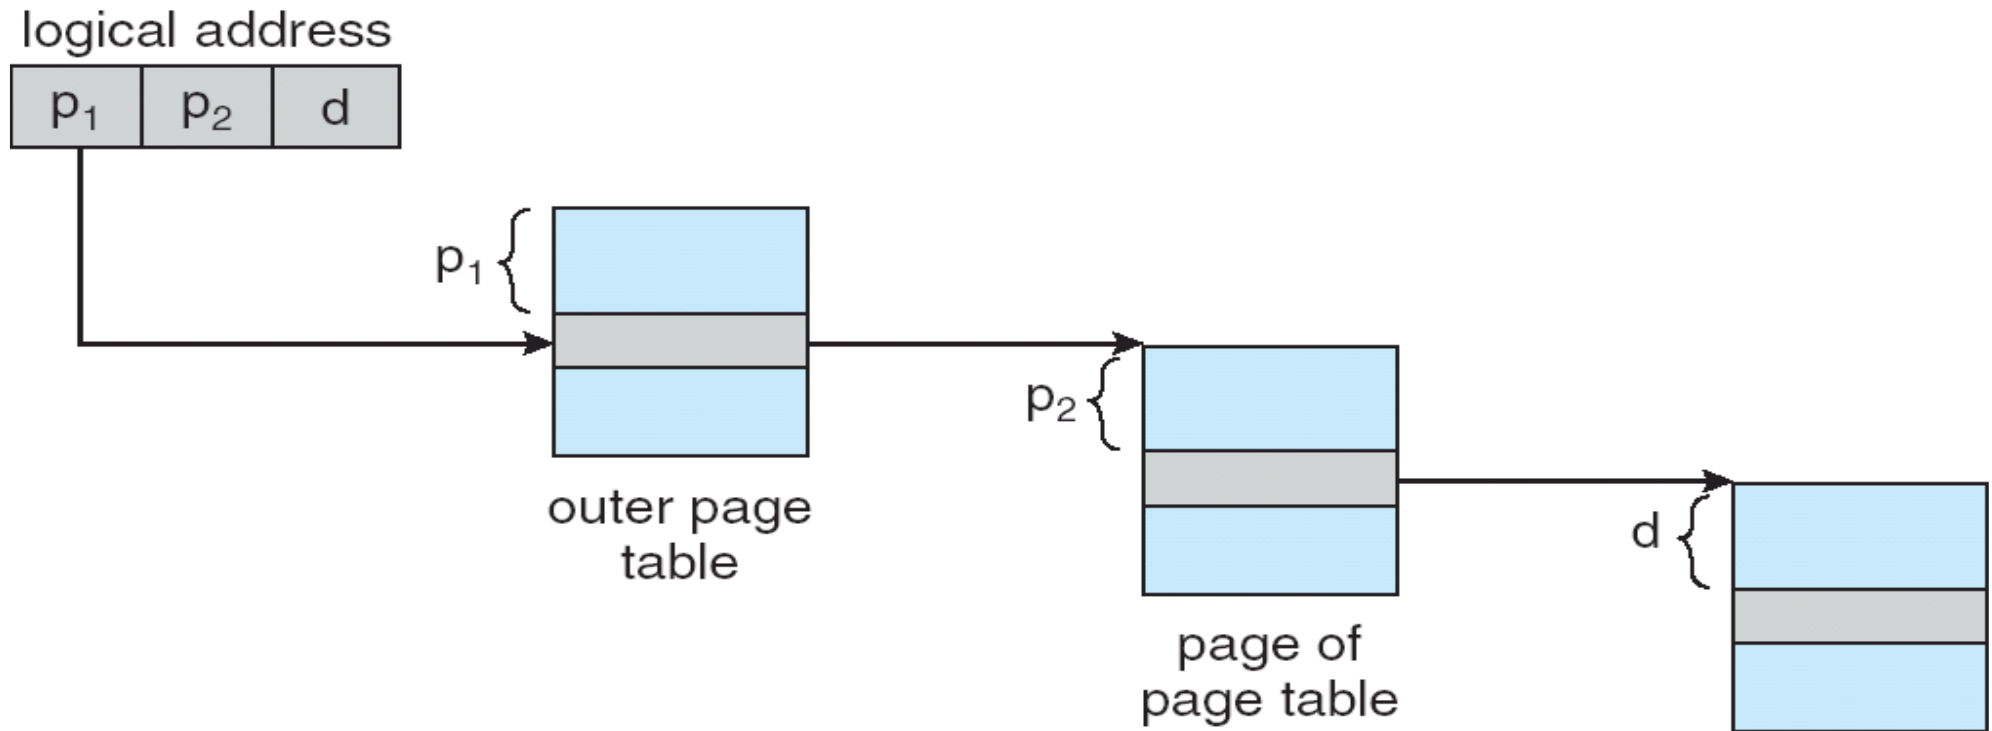 logical address
p₁ p₂ d
p₁
outer page
table
p₂
page of
page table
d